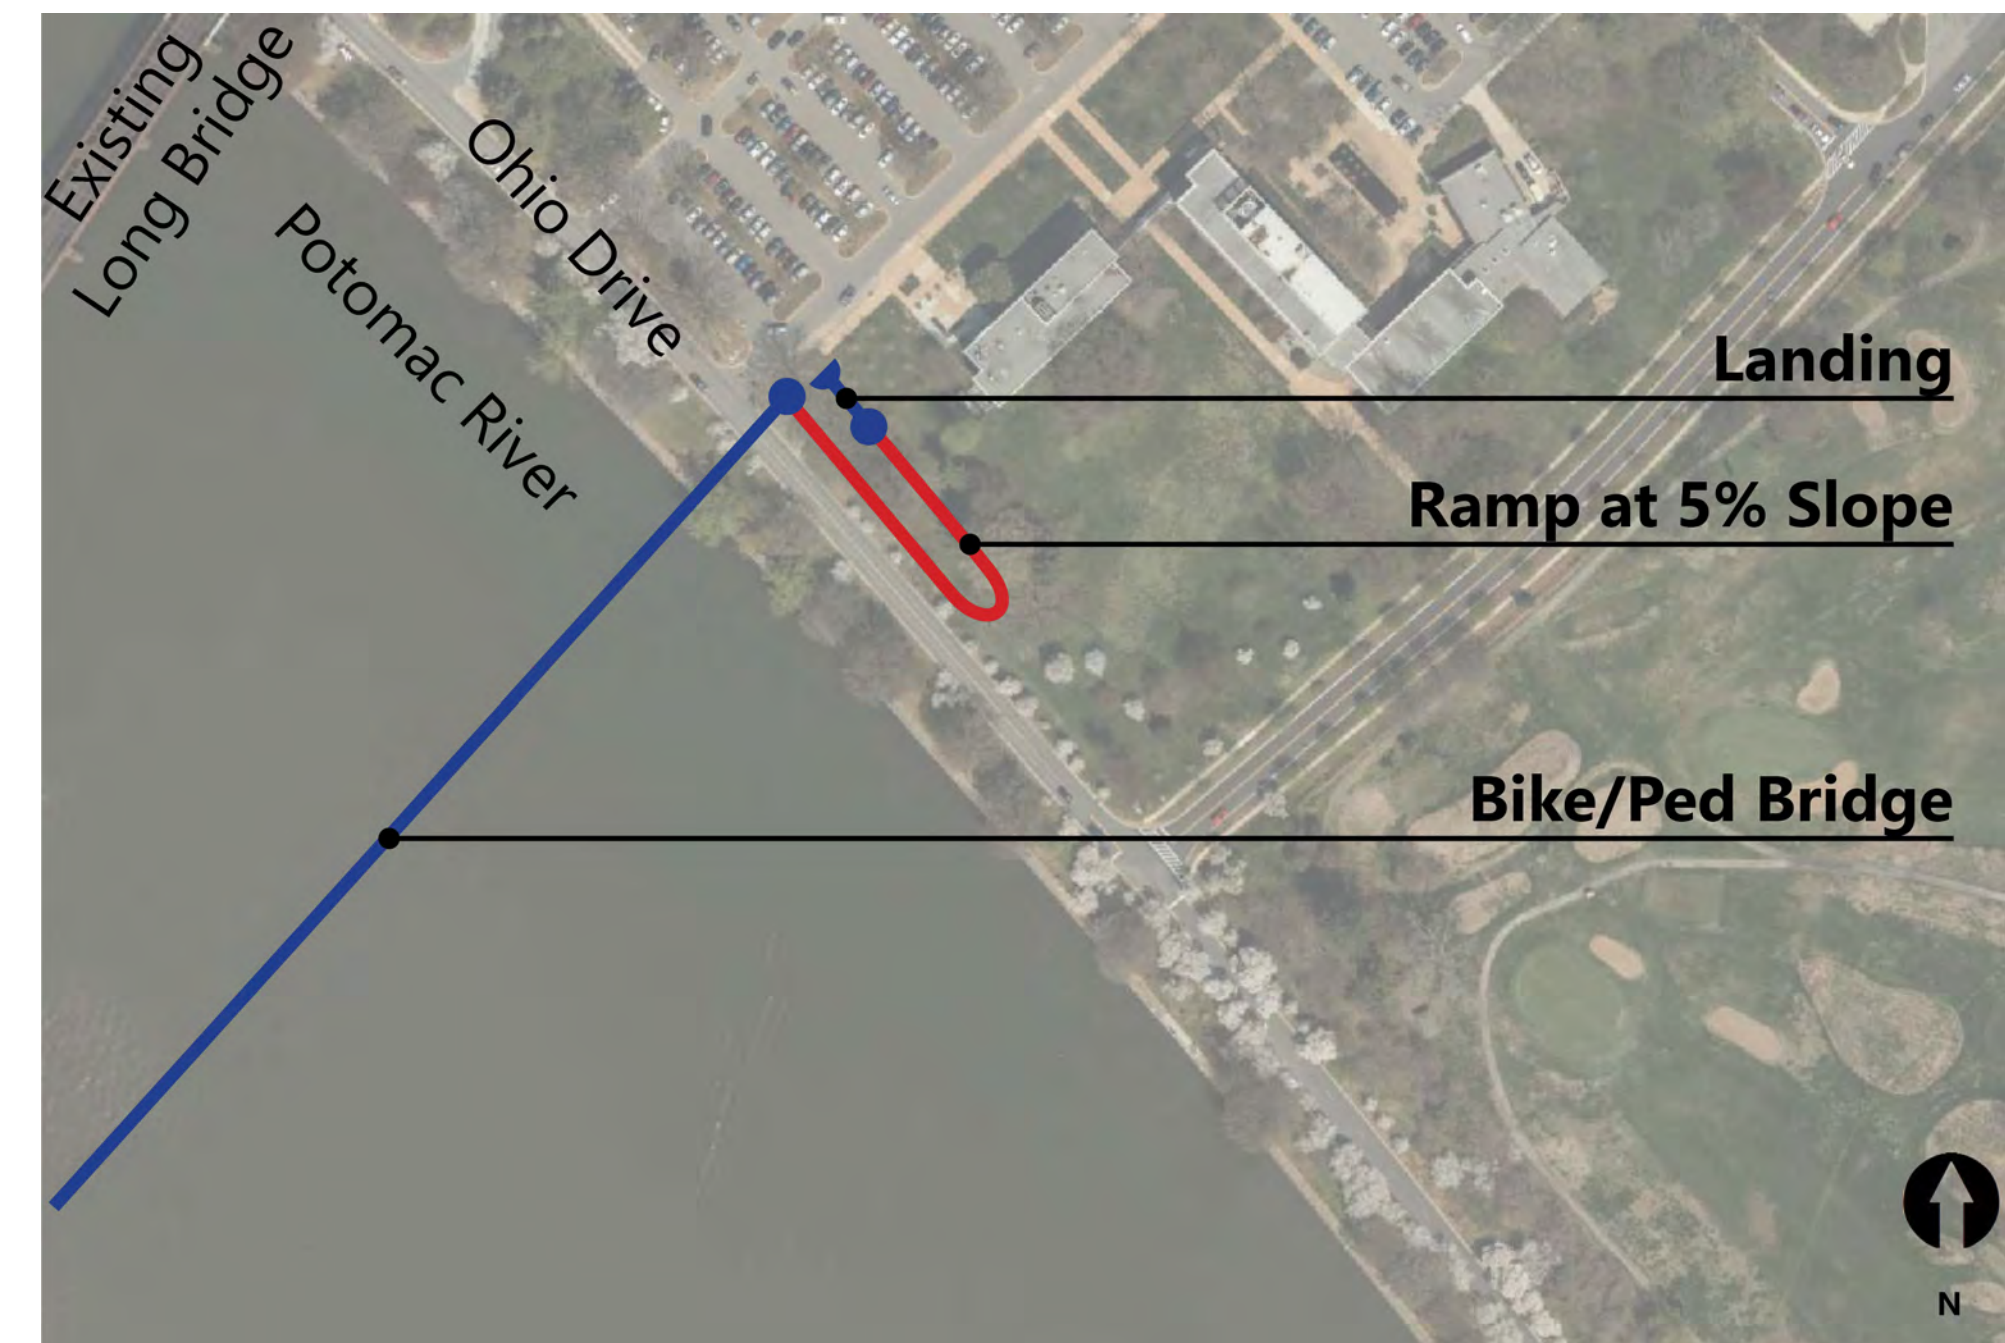 Existing
Long Bridge
Ohio Drive
Potomac River
Landing
Ramp at 5% Slope
Bike/Ped Bridge
N